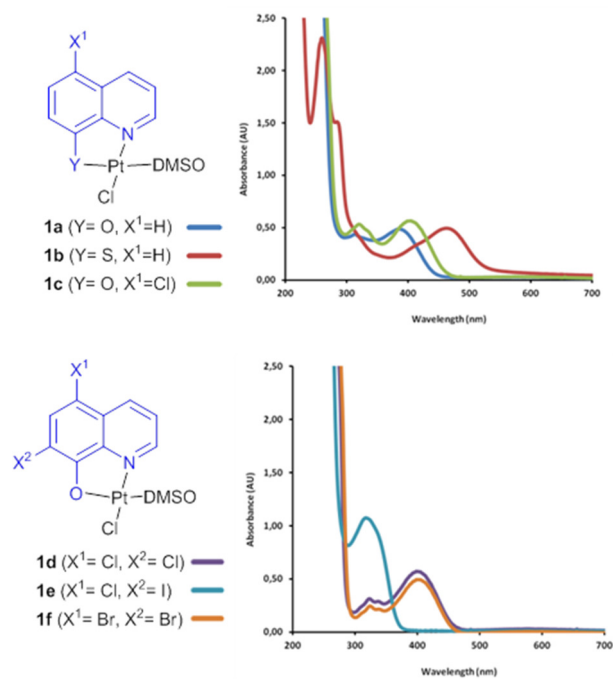 X1
N
Y
Pt
DMSO
Cl
1a (Y= O, X1=H)
1b (Y= S, X1=H)
1c (Y= O, X1=Cl)
Absorbance (AU)
2,50
2,00
1,50
1,00
0,50
0,00
200 300 400 500 600 700
Wavelength (nm)
X1
X2
N
O
Pt
DMSO
Cl
1d (X1= Cl, X2= Cl)
1e (X1= Cl, X2= I)
1f (X1= Br, X2= Br)
Absorbance (AU)
2,50
2,00
1,50
1,00
0,50
0,00
200 300 400 500 600 700
Wavelength (nm)